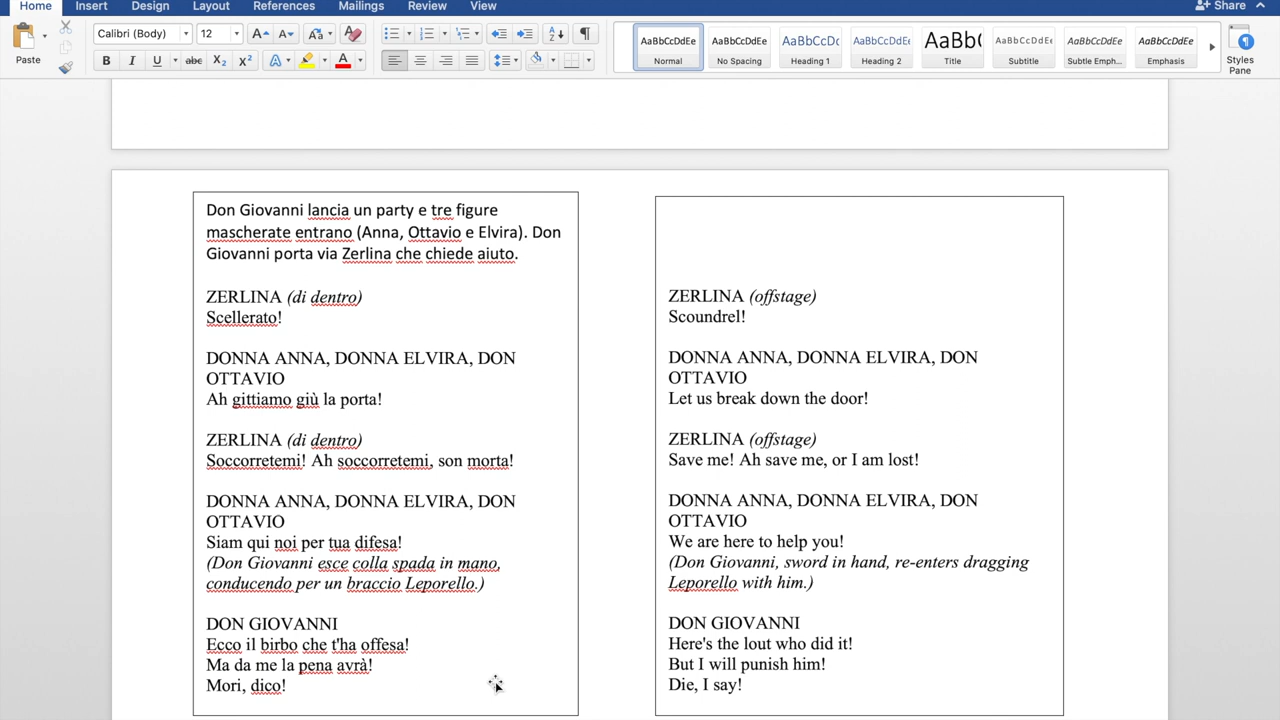 Home Insert Design Layout References Mailings Review View Share
Calibri (Body) 12
Paste
AaBbCcDdEe AaBbCcDdEe AaBbCcDc AaBbCcDdEe AaBbC AaBbCcDdEe AaBbCcDdEe AaBbCcDdEe
Normal No Spacing Heading 1 Heading 2 Title Subtitle Subtle Emph... Emphasis
Styles
Pane
Don Giovanni lancia un party e tre figure
mascherate entrano (Anna, Ottavio e Elvira). Don
Giovanni porta via Zerlina che chiede aiuto.
ZERLINA (di dentro)
Scellerato!
DONNA ANNA, DONNA ELVIRA, DON
OTTAVIO
Ah gittiamo giù la porta!
ZERLINA (di dentro)
Soccorretemi! Ah soccorretemi, son morta!
DONNA ANNA, DONNA ELVIRA, DON
OTTAVIO
Siam qui noi per tua difesa!
(Don Giovanni esce colla spada in mano,
conducendo per un braccio Leporello.)
DON GIOVANNI
Ecco il birbo che t'ha offesa!
Ma da me la pena avrà!
Mori, dico!
ZERLINA (offstage)
Scoundrel!
DONNA ANNA, DONNA ELVIRA, DON
OTTAVIO
Let us break down the door!
ZERLINA (offstage)
Save me! Ah save me, or I am lost!
DONNA ANNA, DONNA ELVIRA, DON
OTTAVIO
We are here to help you!
(Don Giovanni, sword in hand, re-enters dragging
Leporello with him.)
DON GIOVANNI
Here's the lout who did it!
But I will punish him!
Die, I say!